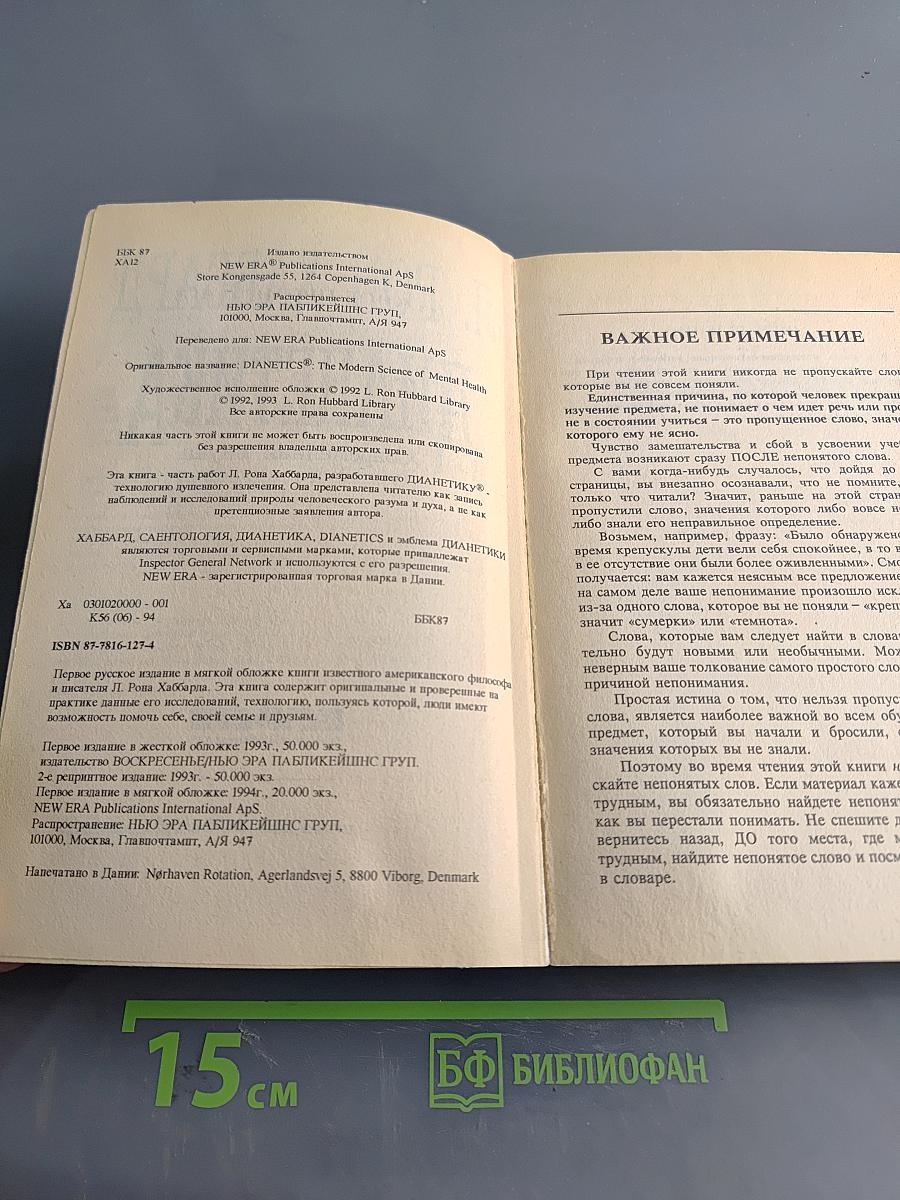 ББК 87
ХА12
Издано издательством
NEW ERA® Publications International ApS
Store Kongensgade 55, 1264 Copenhagen K, Denmark
Распространяется
НЬЮ ЭРА ПАБЛИКЕЙШНС ГРУП,
101000, Москва, Главпочтампт, А/Я 947
Переведено для: NEW ERA Publications International ApS
Оригинальное название: DIANETICS®: The Modern Science of Mental Health
Художественное исполнение обложки © 1992 L. Ron Hubbard Library
© 1992, 1993 L. Ron Hubbard Library
Все авторские права сохранены
Никакая часть этой книги не может быть воспроизведена или скопирована
без разрешения владельца авторских прав.
Эта книга - часть работ Л. Рона Хаббарда, разработавшего ДИАНЕТИКУ® -
технологию душевного излечения. Она представлена читателю как запись
наблюдений и исследований природы человеческого разума и духа, а не как
претенциозные заявления автора.
ХАББАРД, САЕНТОЛОГИЯ, ДИАНЕТИКА, DIANETICS и эмблема ДИАНЕТИКИ
являются торговыми и сервисными марками, которые принадлежат
Inspector General Network и используются с его разрешения.
NEW ERA - зарегистрированная торговая марка в Дании.
Ха 0301020000 - 001
К56 (06) - 94
ББК87
ISBN 87-7816-127-4
Первое русское издание в мягкой обложке книги известного американского философа
и писателя Л. Рона Хаббарда. Эта книга содержит оригинальные и проверенные на
практике данные его исследований, технологию, пользуясь которой, люди имеют
возможность помочь себе, своей семье и друзьям.
Первое издание в жесткой обложке: 1993г., 50.000 экз.,
издательство ВОСКРЕСЕНЬЕ/НЬЮ ЭРА ПАБЛИКЕЙШНС ГРУП.
2-е репринтное издание: 1993г. - 50.000 экз.
Первое издание в мягкой обложке: 1994г., 20.000 экз.,
NEW ERA Publications International ApS.
Распространение: НЬЮ ЭРА ПАБЛИКЕЙШНС ГРУП,
101000, Москва, Главпочтампт, А/Я 947
Напечатано в Дании: Nørhaven Rotation, Agerlandsvej 5, 8800 Viborg, Denmark
ВАЖНОЕ ПРИМЕЧАНИЕ
При чтении этой книги никогда не пропускайте слов
которые вы не совсем поняли.
Единственная причина, по которой человек прекращ
изучение предмета, не понимает о чем идет речь или про
не в состоянии учиться – это пропущенное слово, значе
которого ему не ясно.
Чувство замешательства и сбой в усвоении уче
предмета возникают сразу ПОСЛЕ непонятого слова.
С вами когда-нибудь случалось, что дойдя до
страницы, вы внезапно осознавали, что не помните,
только что читали? Значит, раньше на этой стран
пропустили слово, значения которого либо вовсе н
либо знали его неправильное определение.
Возьмем, например, фразу: «Было обнаружено
время крепускулы дети вели себя спокойнее, в то в
в ее отсутствие они были более оживленными». Смо
получается: вам кажется неясным все предложение
на самом деле ваше непонимание произошло искл
из-за одного слова, которое вы не поняли – «креп
значит «сумерки» или «темнота».
Слова, которые вам следует найти в слова
тельно будут новыми или необычными. Мож
неверным ваше толкование самого простого сло
причиной непонимания.
Простая истина о том, что нельзя пропус
слова, является наиболее важной во всем обу
предмет, который вы начали и бросили,
значения которых вы не знали.
Поэтому во время чтения этой книги н
скайте непонятых слов. Если материал каже
трудным, вы обязательно найдете непонят
как вы перестали понимать. Не спешите д
вернитесь назад, ДО того места, где м
трудным, найдите непонятое слово и посм
в словаре.
15 см
БФ БИБЛИОФАН